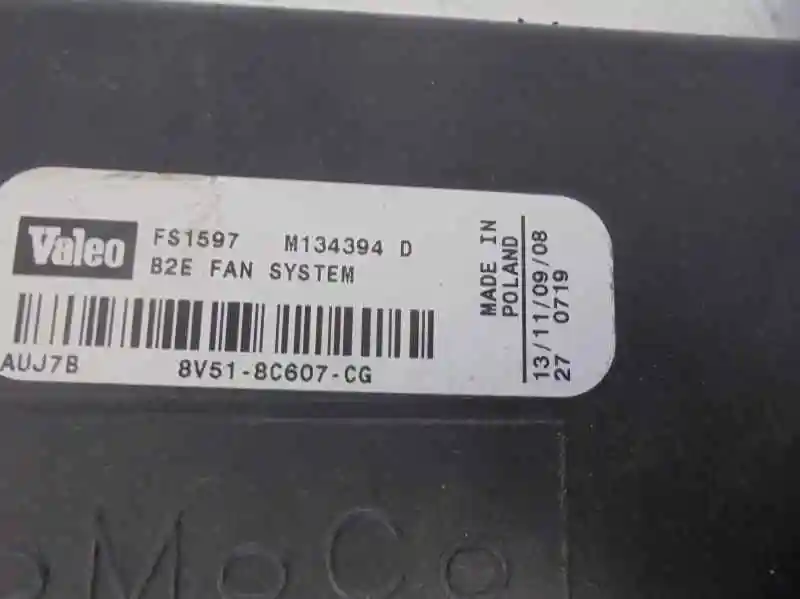 Valeo FS1597 M134394 D
B2E FAN SYSTEM
AUJ7B 8V51-8C607-CG
MADE IN
POLAND
13/11/09/08
27 0719
oMoCo